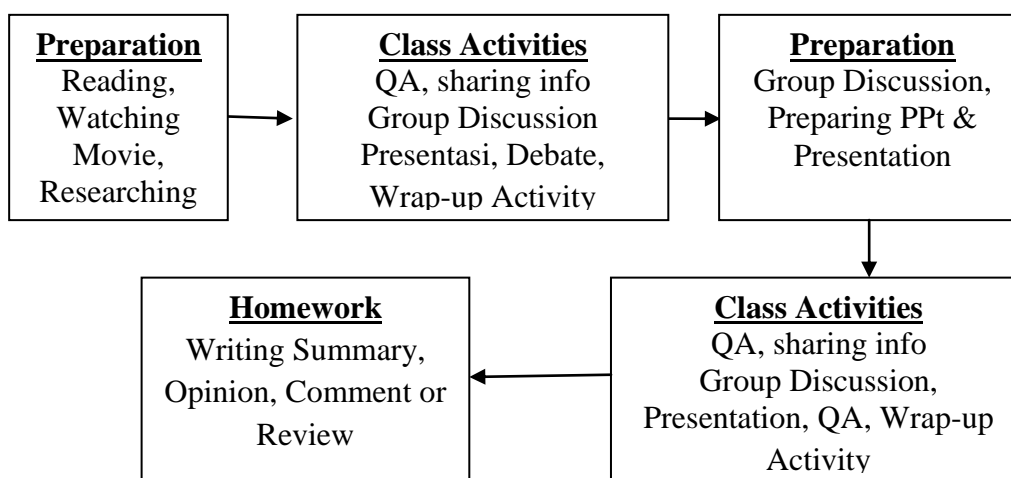 Preparation
Reading,
Watching
Movie,
Researching
Class Activities
QA, sharing info
Group Discussion
Presentasi, Debate,
Wrap-up Activity
Preparation
Group Discussion,
Preparing PPt &
Presentation
Class Activities
QA, sharing info
Group Discussion,
Presentation, QA, Wrap-up
Activity
Homework
Writing Summary,
Opinion, Comment or
Review